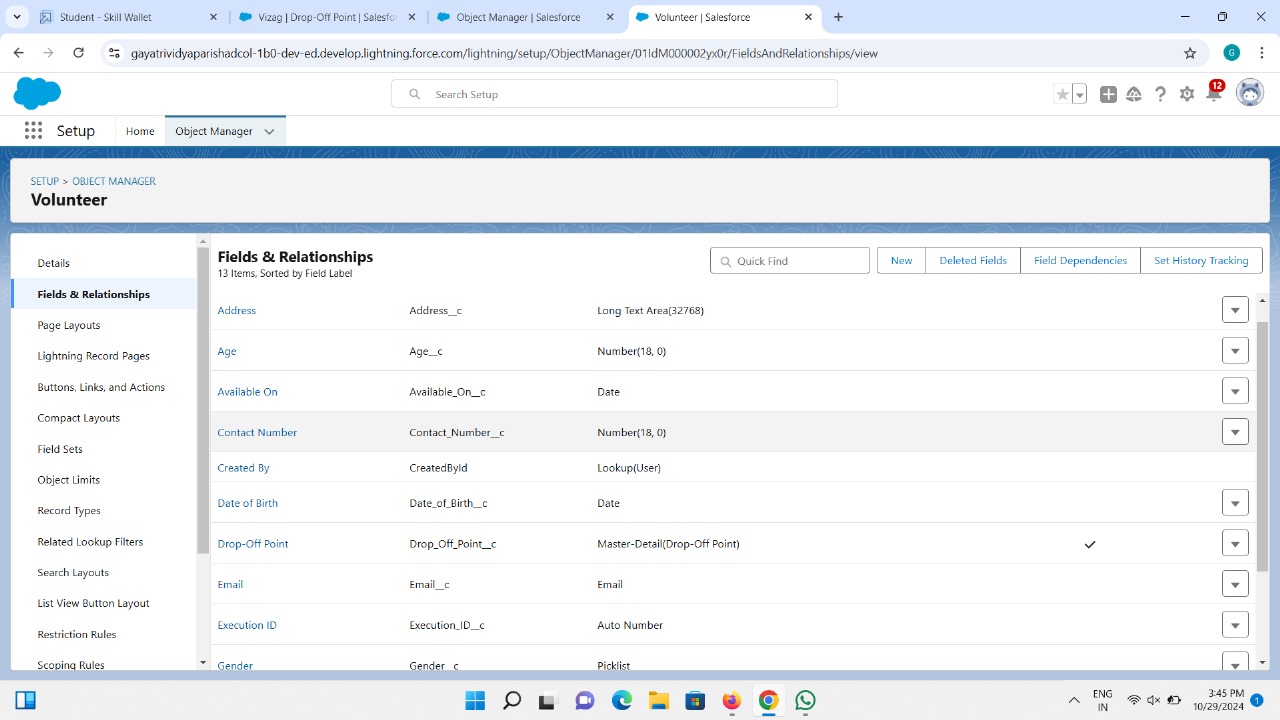 Student - Skill Wallet
Vizag | Drop-Off Point | Salesfor
Object Manager | Salesforce
Volunteer | Salesforce
gayatrividyaparishadcol-1b0-dev-ed.develop.lightning.force.com/lightning/setup/ObjectManager/01IdM000002yx0r/FieldsAndRelationships/view
G
Search Setup
12
Setup
Home
Object Manager
SETUP > OBJECT MANAGER
Volunteer
Details
Fields & Relationships
Page Layouts
Lightning Record Pages
Buttons, Links, and Actions
Compact Layouts
Field Sets
Object Limits
Record Types
Related Lookup Filters
Search Layouts
List View Button Layout
Restriction Rules
Scoping Rules
Fields & Relationships
13 Items, Sorted by Field Label
Quick Find
New
Deleted Fields
Field Dependencies
Set History Tracking
Address Address__c Long Text Area(32768)
Age Age__c Number(18, 0)
Available On Available_On__c Date
Contact Number Contact_Number__c Number(18, 0)
Created By CreatedById Lookup(User)
Date of Birth Date_of_Birth__c Date
Drop-Off Point Drop_Off_Point__c Master-Detail(Drop-Off Point)
Email Email__c Email
Execution ID Execution_ID__c Auto Number
Gender Gender__c Picklist
ENG
IN
3:45 PM
10/29/2024
1